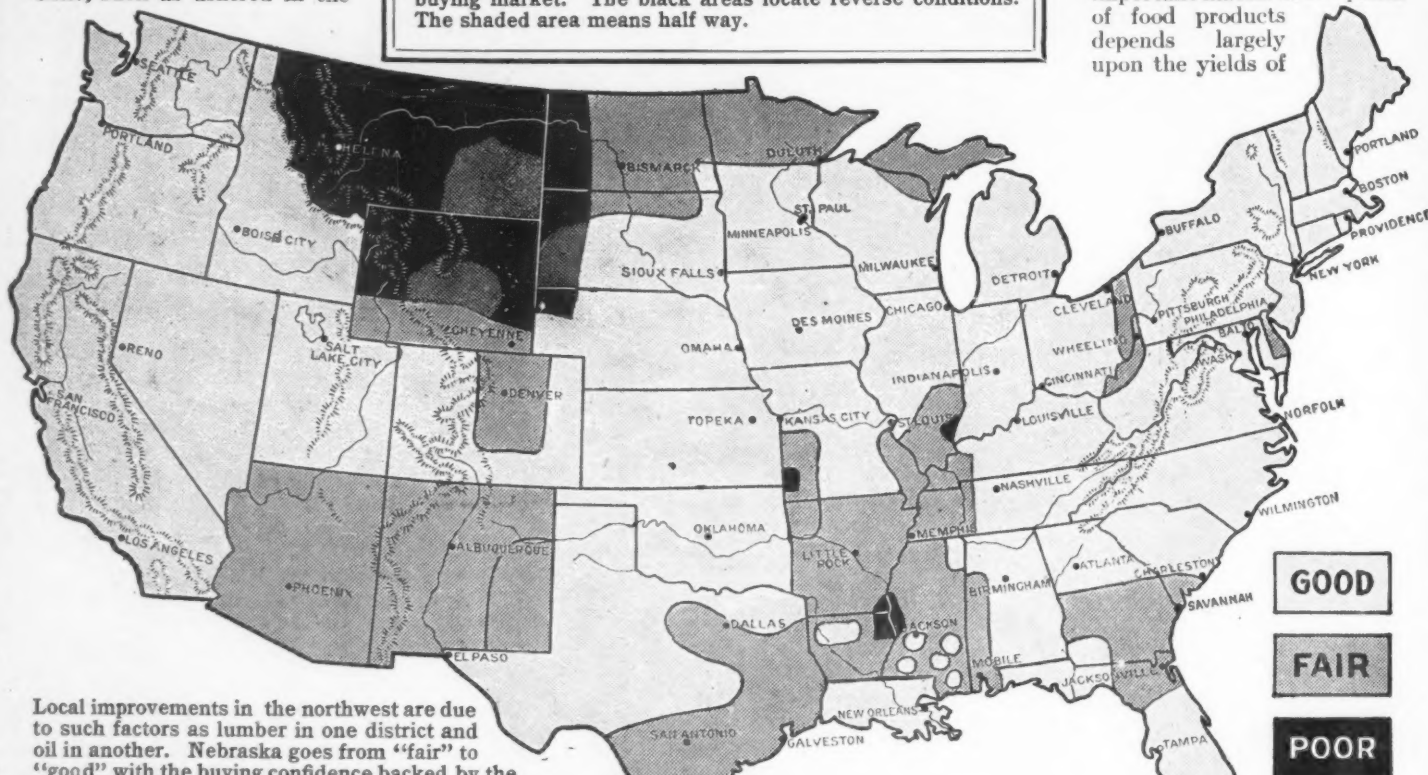 buying market. The black areas locate reverse conditions.
The shaded area means half way.
of food products
depends largely
upon the yields of
SEATTLE
PORTLAND
HELENA
BISMARCK
DULUTH
PORTLAND
BOSTON
PROVIDENCE
BUFFALO
NEW YORK
BOISE CITY
ST. PAUL
MINNEAPOLIS
SIOUX FALLS
MILWAUKEE
DETROIT
CHICAGO
CLEVELAND
PITTSBURGH
PHILADELPHIA
DES MOINES
CHEYENNE
RENO
SALT
LAKE CITY
OMAHA
WHEELING
BALTO
WASH
INDIANAPOLIS
CINCINNATI
DENVER
SAN
FRANCISCO
TOPEKA
KANSAS CITY
ST. LOUIS
LOUISVILLE
NORFOLK
NASHVILLE
WILMINGTON
OKLAHOMA
MEMPHIS
LOS ANGELES
ALBUQUERQUE
LITTLE
ROCK
ATLANTA
CHARLESTON
BIRMINGHAM
PHOENIX
SAVANNAH
DALLAS
JACKSON
EL PASO
MOBILE
JACKSONVILLE
NEW ORLEANS
SAN ANTONIO
GALVESTON
TAMPA
GOOD
FAIR
POOR
Local improvements in the northwest are due
to such factors as lumber in one district and
oil in another. Nebraska goes from “fair” to
“good” with the buying confidence backed by the